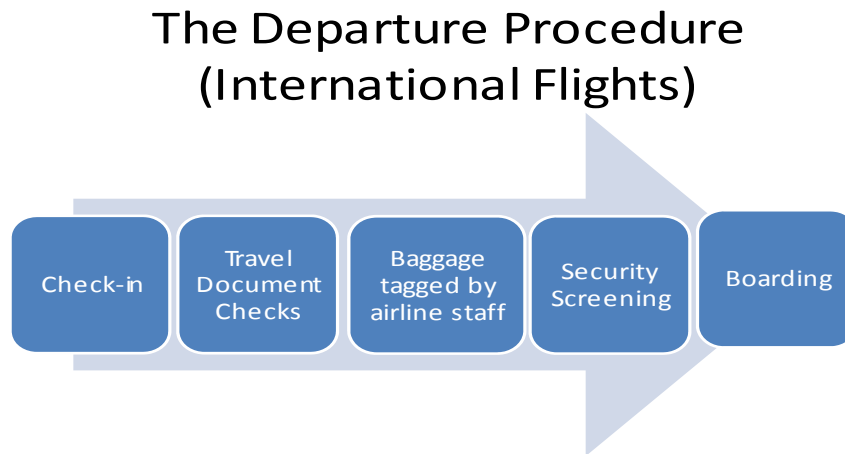 The Departure Procedure
(International Flights)
Check-in
Travel
Document
Checks
Baggage
tagged by
airline staff
Security
Screening
Boarding